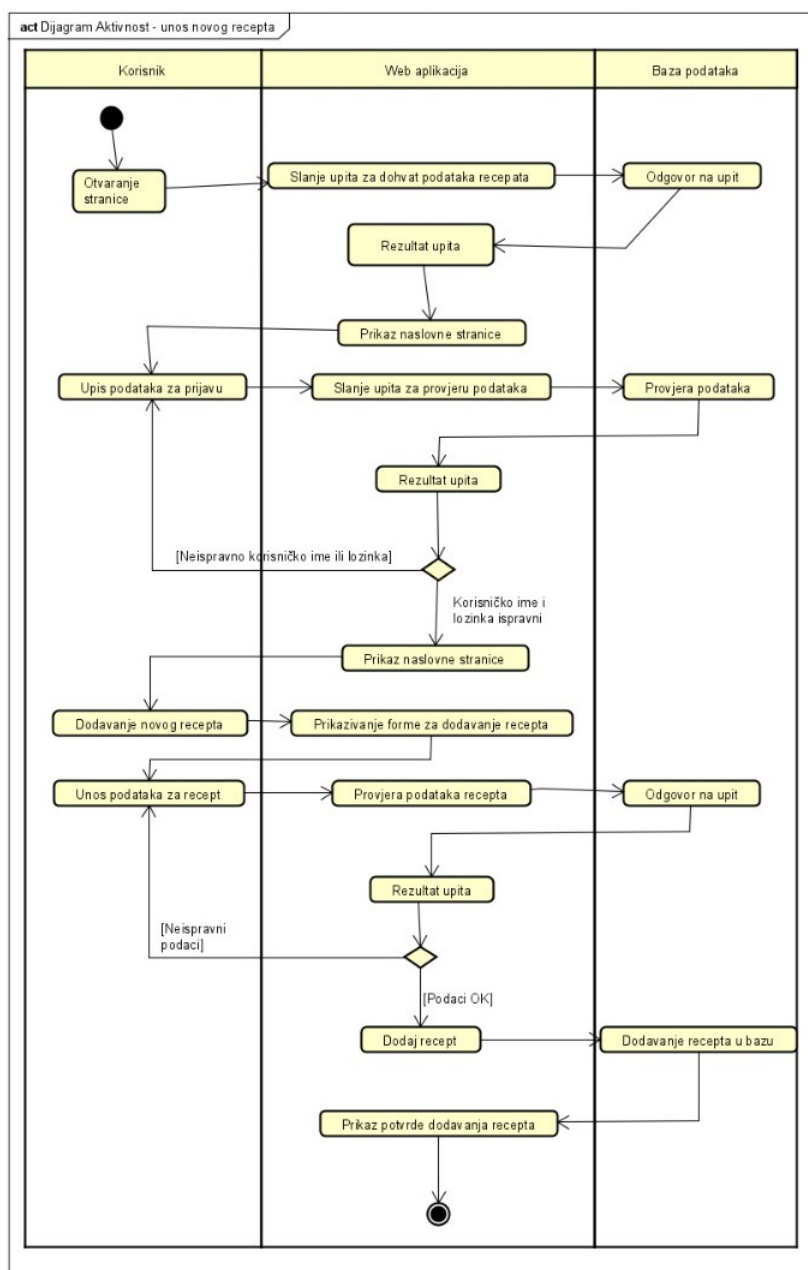 act Dijagram Aktivnost - unos novog recepta
Korisnik
Web aplikacija
Baza podataka
Otvaranje
stranice
Slanje upita za dohvat podataka recepata
Odgovor na upit
Rezultat upita
Prikaz naslovne stranice
Upis podataka za prijavu
Slanje upita za provjeru podataka
Provjera podataka
Rezultat upita
[Neispravno korisničko ime ili lozinka]
Korisničko ime i
lozinka ispravni
Prikaz naslovne stranice
Dodavanje novog recepta
Prikazivanje forme za dodavanje recepta
Unos podataka za recept
Provjera podataka recepta
Odgovor na upit
Rezultat upita
[Neispravni
podaci]
[Podaci OK]
Dodaj recept
Dodavanje recepta u bazu
Prikaz potvrde dodavanja recepta